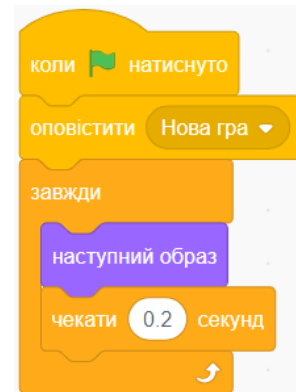 коли натиснуто
оповістити Нова гра
завжди
наступний образ
чекати 0.2 секунд